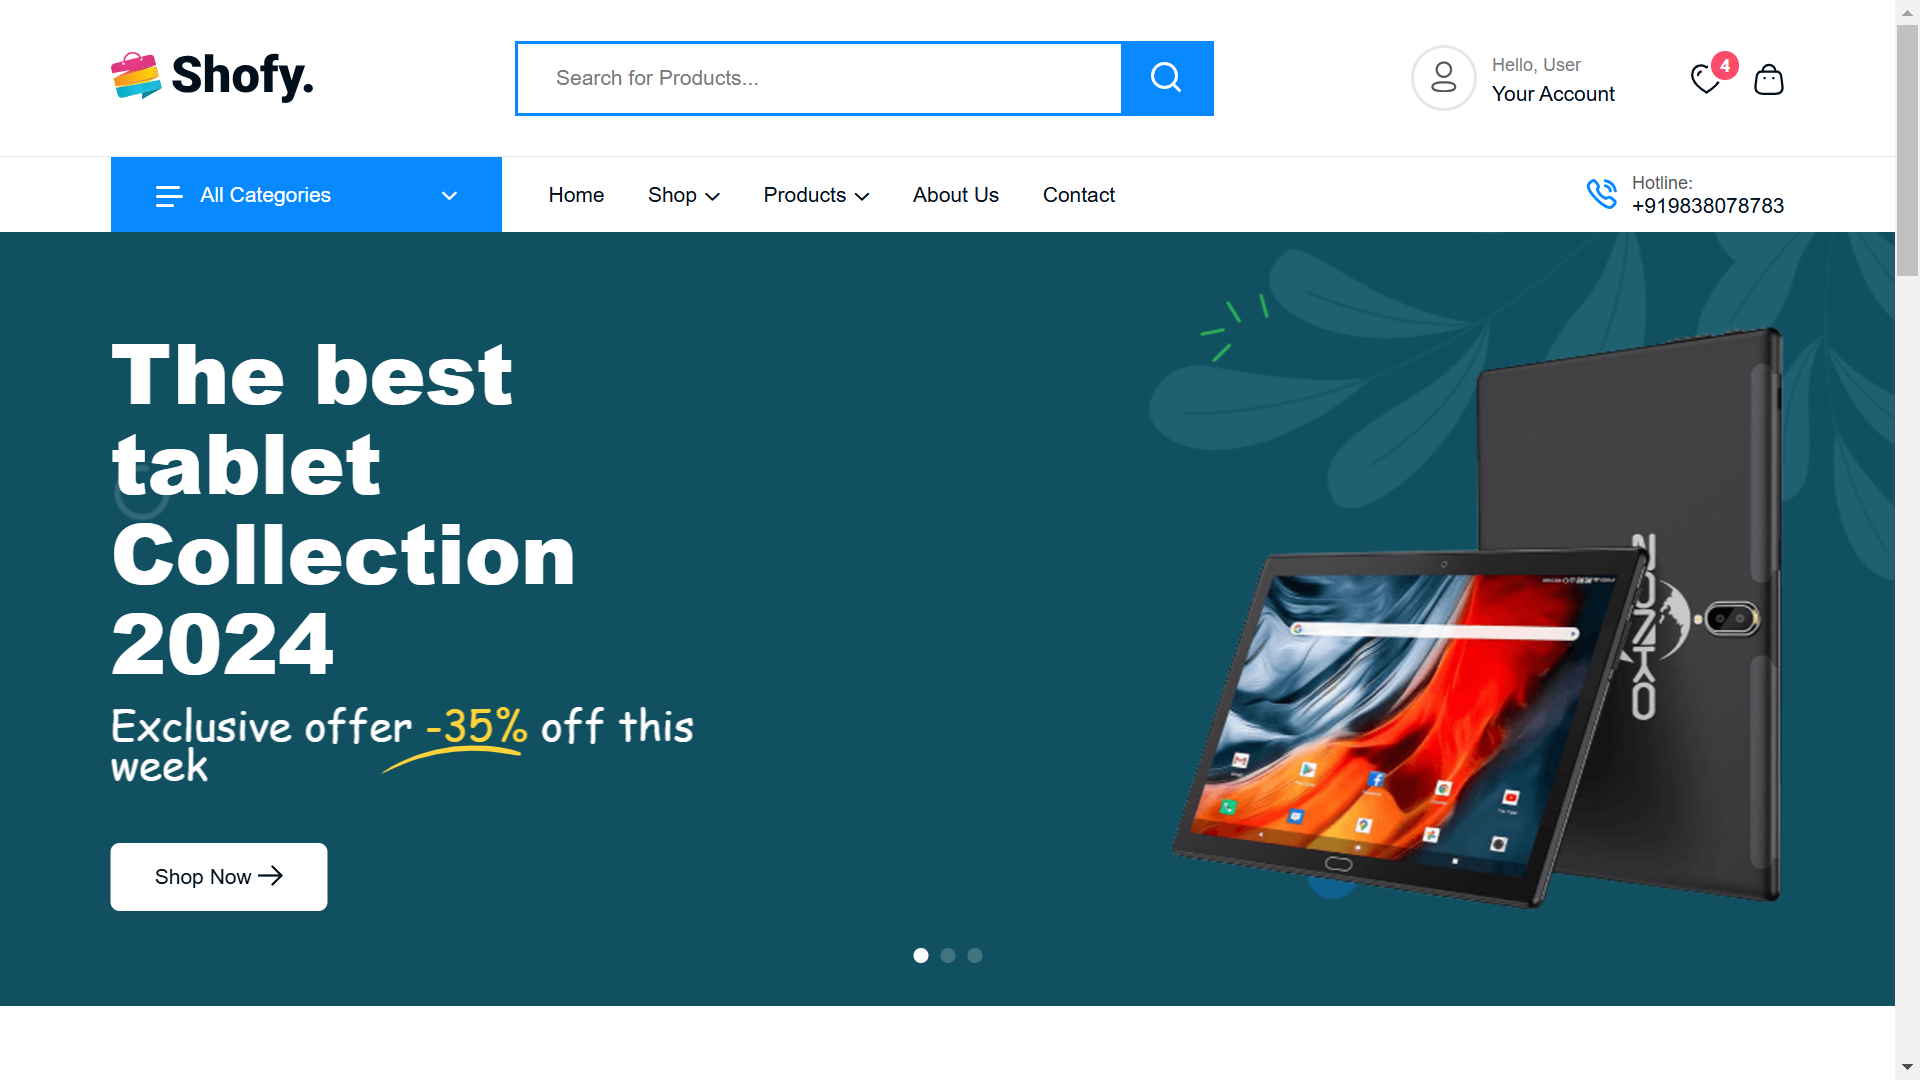 Shofy.
Search for Products...
Hello, User
Your Account
4
All Categories
Home
Shop
Products
About Us
Contact
Hotline:
+919838078783
The best
tablet
Collection
2024
Exclusive offer -35% off this
week
Shop Now